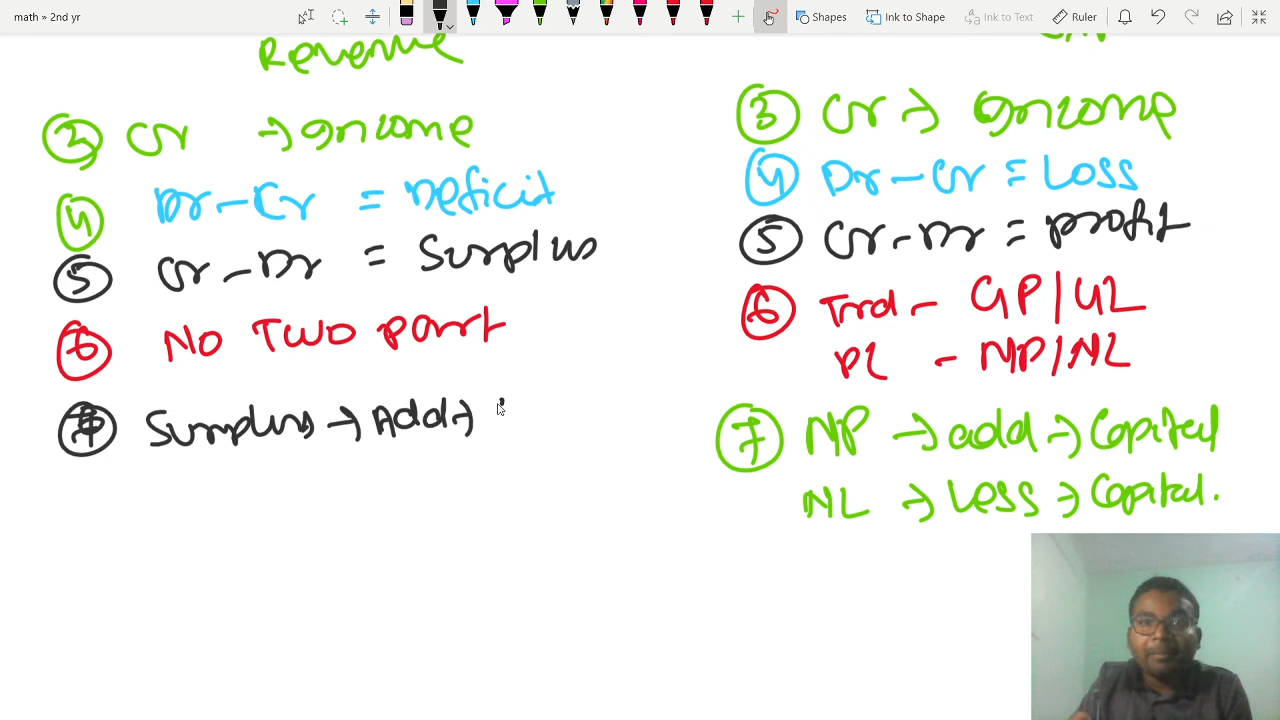 math » 2nd yr
Shapes
Ink to Shape
Ink to Text
Ruler
Revenue
3 Cr → Income
4 Dr - Cr = Deficit
5 Cr - Dr = Surplus
6 NO TWO part
7 Surplus → Add →
3 Cr → Income
4 Dr - Cr = Loss
5 Cr - Dr = profit
6 Trd - GP/GL
PL - NP/NL
7 NP → add → Capital
NL → Less → Capital.